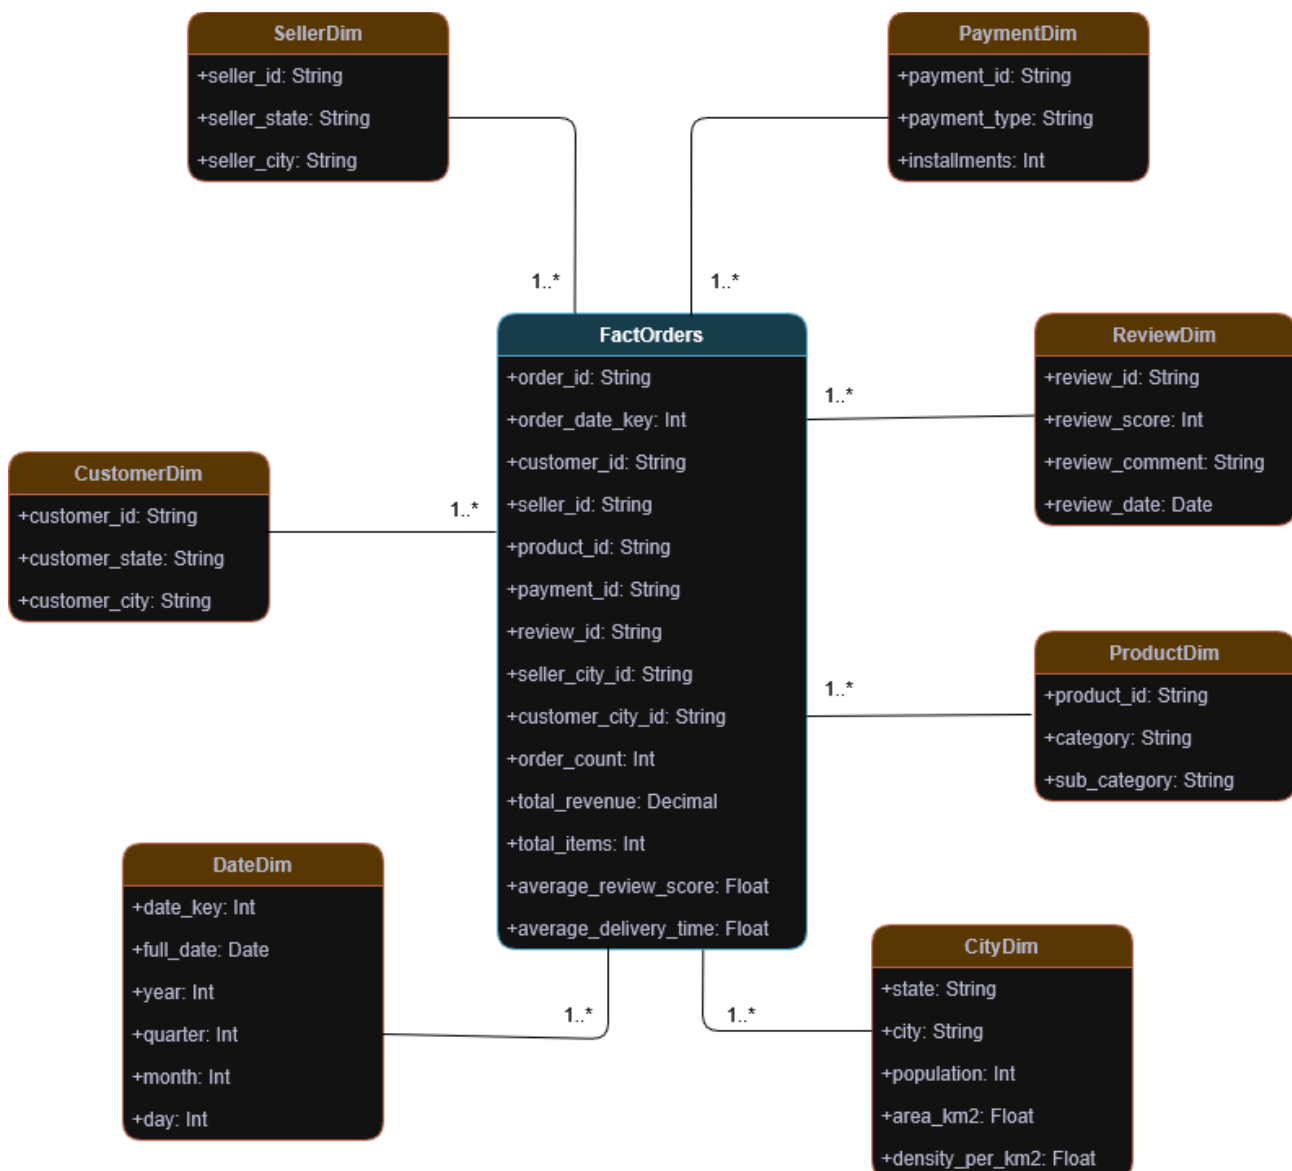 SellerDim
+seller_id: String
+seller_state: String
+seller_city: String
PaymentDim
+payment_id: String
+payment_type: String
+installments: Int
1..*
1..*
FactOrders
+order_id: String
+order_date_key: Int
+customer_id: String
+seller_id: String
+product_id: String
+payment_id: String
+review_id: String
+seller_city_id: String
+customer_city_id: String
+order_count: Int
+total_revenue: Decimal
+total_items: Int
+average_review_score: Float
+average_delivery_time: Float
1..*
ReviewDim
+review_id: String
+review_score: Int
+review_comment: String
+review_date: Date
CustomerDim
+customer_id: String
+customer_state: String
+customer_city: String
1..*
1..*
ProductDim
+product_id: String
+category: String
+sub_category: String
DateDim
+date_key: Int
+full_date: Date
+year: Int
+quarter: Int
+month: Int
+day: Int
1..*
1..*
CityDim
+state: String
+city: String
+population: Int
+area_km2: Float
+density_per_km2: Float